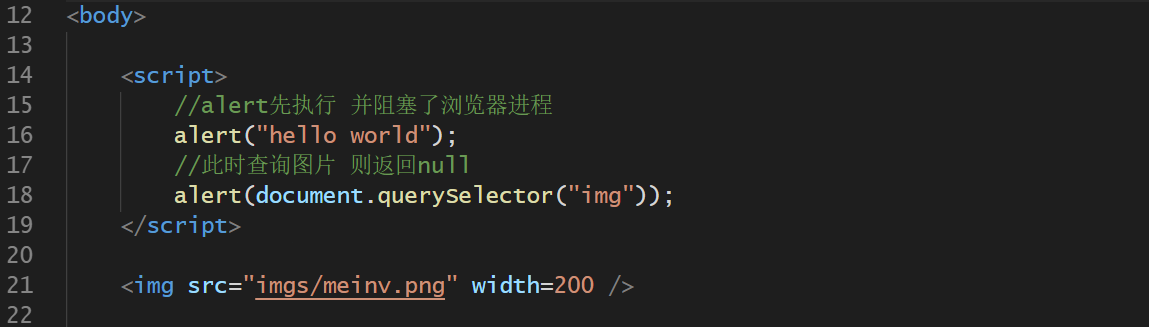 12 <body>
13
14 <script>
15 //alert先执行 并阻塞了浏览器进程
16 alert("hello world");
17 //此时查询图片 则返回null
18 alert(document.querySelector("img"));
19 </script>
20
21 <img src="imgs/meinv.png" width=200 />
22